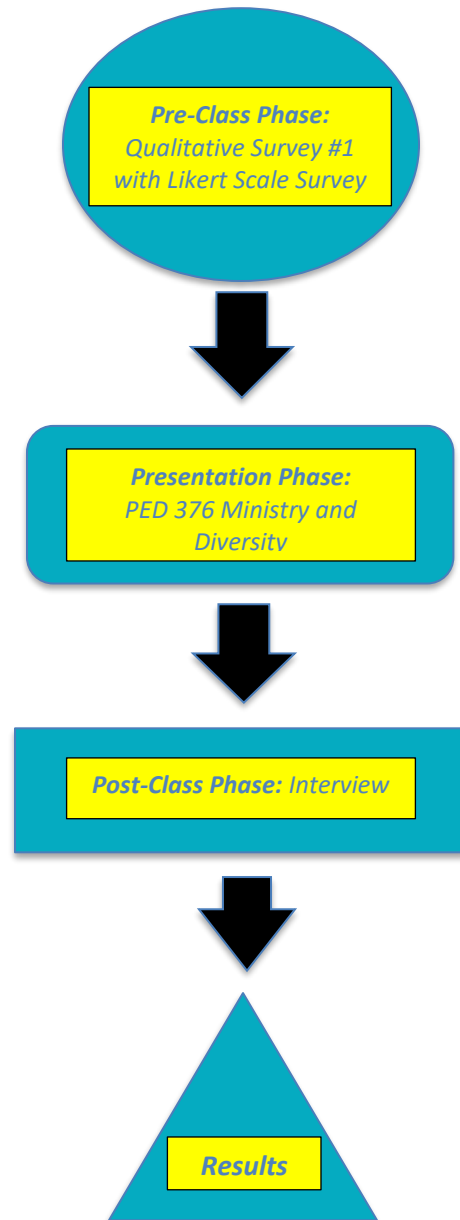 Pre-Class Phase:
Qualitative Survey #1
with Likert Scale Survey
Presentation Phase:
PED 376 Ministry and
Diversity
Post-Class Phase: Interview
Results